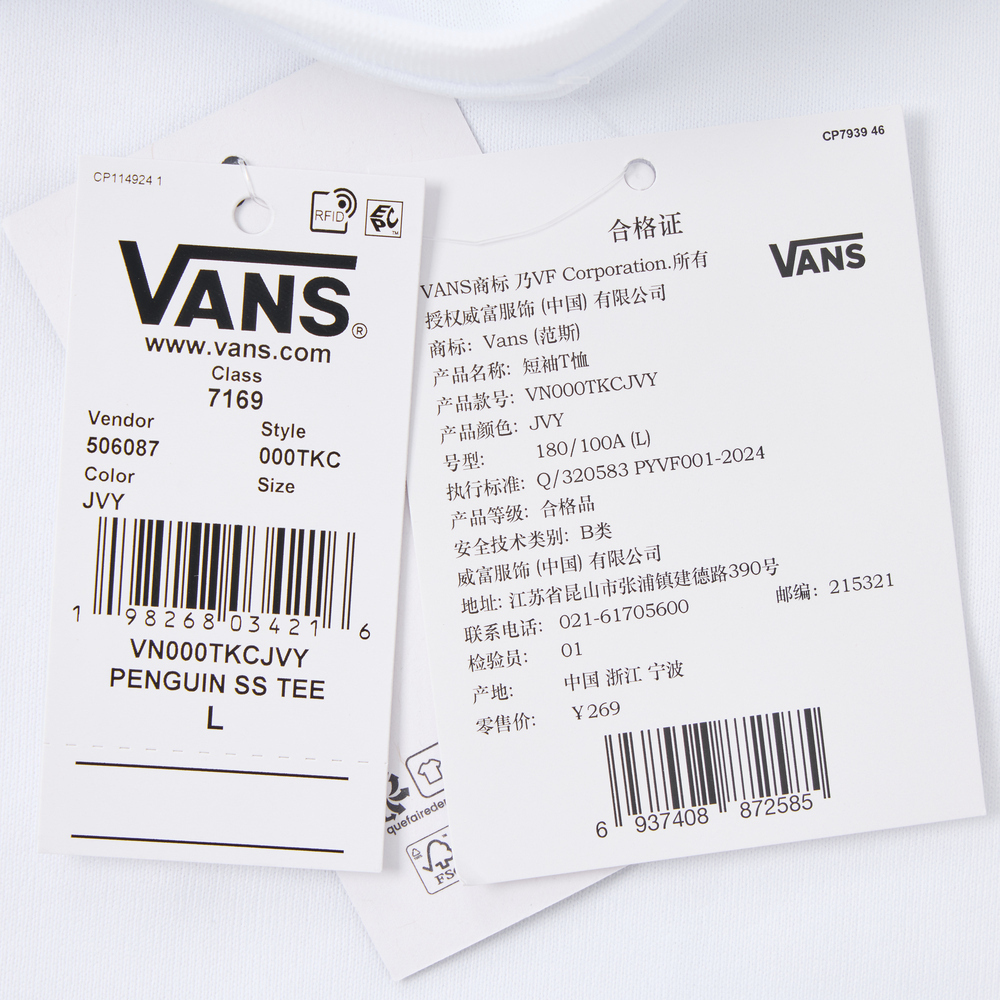 CP114924 1
RFID
EPC
TM
VANS®
www.vans.com
Class
7169
Vendor
506087
Style
000TKC
Color
JVY
Size
1 98268 03421 6
VN000TKCJVY
PENGUIN SS TEE
L
CP7939 46
合格证
VANS
VANS商标 乃VF Corporation.所有
授权威富服饰 (中国) 有限公司
商标: Vans (范斯)
产品名称: 短袖T恤
产品款号: VN000TKCJVY
产品颜色: JVY
号型: 180/100A (L)
执行标准: Q/320583 PYVF001-2024
产品等级: 合格品
安全技术类别: B类
威富服饰 (中国) 有限公司
地址: 江苏省昆山市张浦镇建德路390号
联系电话: 021-61705600 邮编: 215321
检验员: 01
产地: 中国 浙江 宁波
零售价: ￥269
6 937408 872585
quefairede
FSC